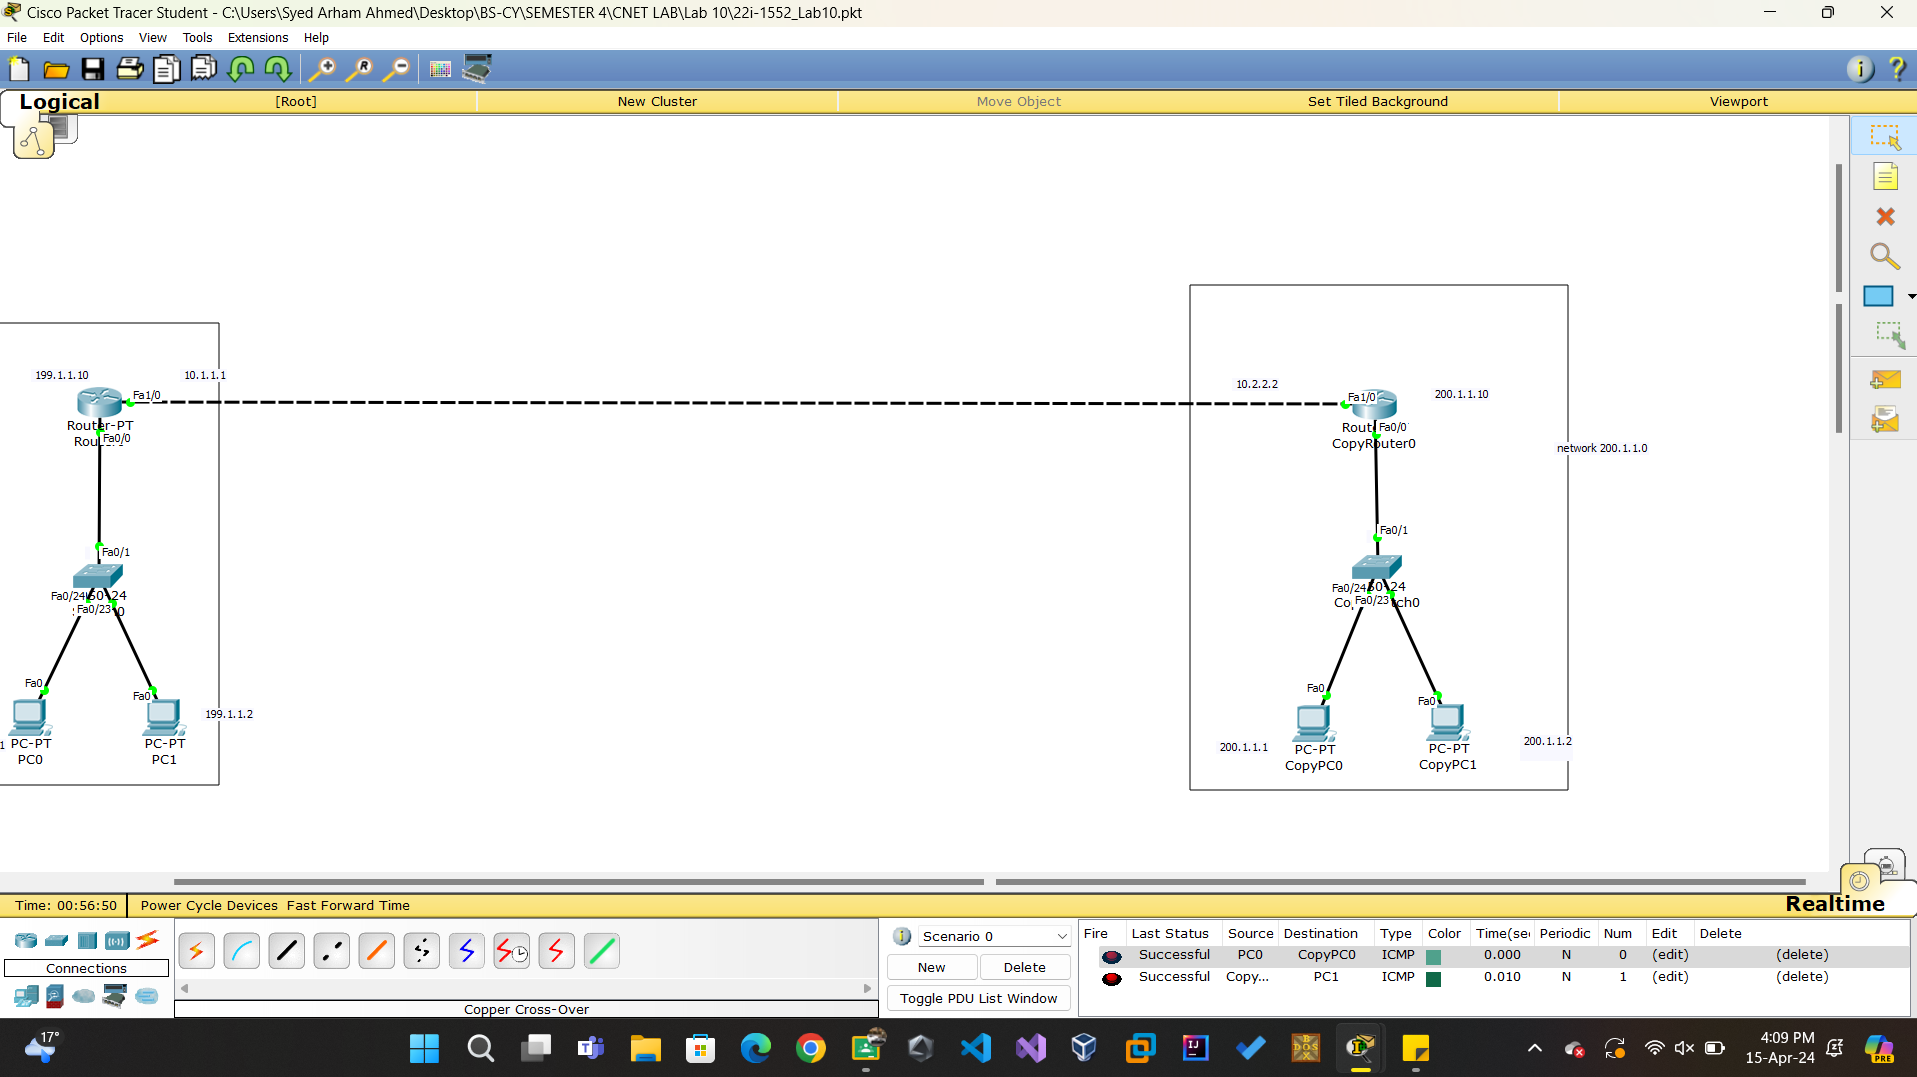 Cisco Packet Tracer Student - C:\Users\Syed Arham Ahmed\Desktop\BS-CY\SEMESTER 4\CNET LAB\Lab 10\22i-1552_Lab10.pkt
File Edit Options View Tools Extensions Help
Logical [Root] New Cluster Move Object Set Tiled Background Viewport
199.1.1.10 10.1.1.1
Fa1/0
Router-PT
Fa0/0
Fa0/1
Fa0/24 50-24
Fa0/23
Fa0 Fa0
199.1.1.2
1 PC-PT PC-PT
PC0 PC1
10.2.2.2
Fa1/0 200.1.1.10
Fa0/0
CopyRouter0
network 200.1.1.0
Fa0/1
Fa0/24
Fa0/23
Fa0 Fa0
200.1.1.1 PC-PT PC-PT 200.1.1.2
CopyPC0 CopyPC1
Time: 00:56:50 Power Cycle Devices Fast Forward Time Realtime
Connections
Copper Cross-Over
Scenario 0
New Delete
Toggle PDU List Window
Fire Last Status Source Destination Type Color Time(sec Periodic Num Edit Delete
Successful PC0 CopyPC0 ICMP 0.000 N 0 (edit) (delete)
Successful Copy... PC1 ICMP 0.010 N 1 (edit) (delete)
17°
4:09 PM
15-Apr-24
PRE